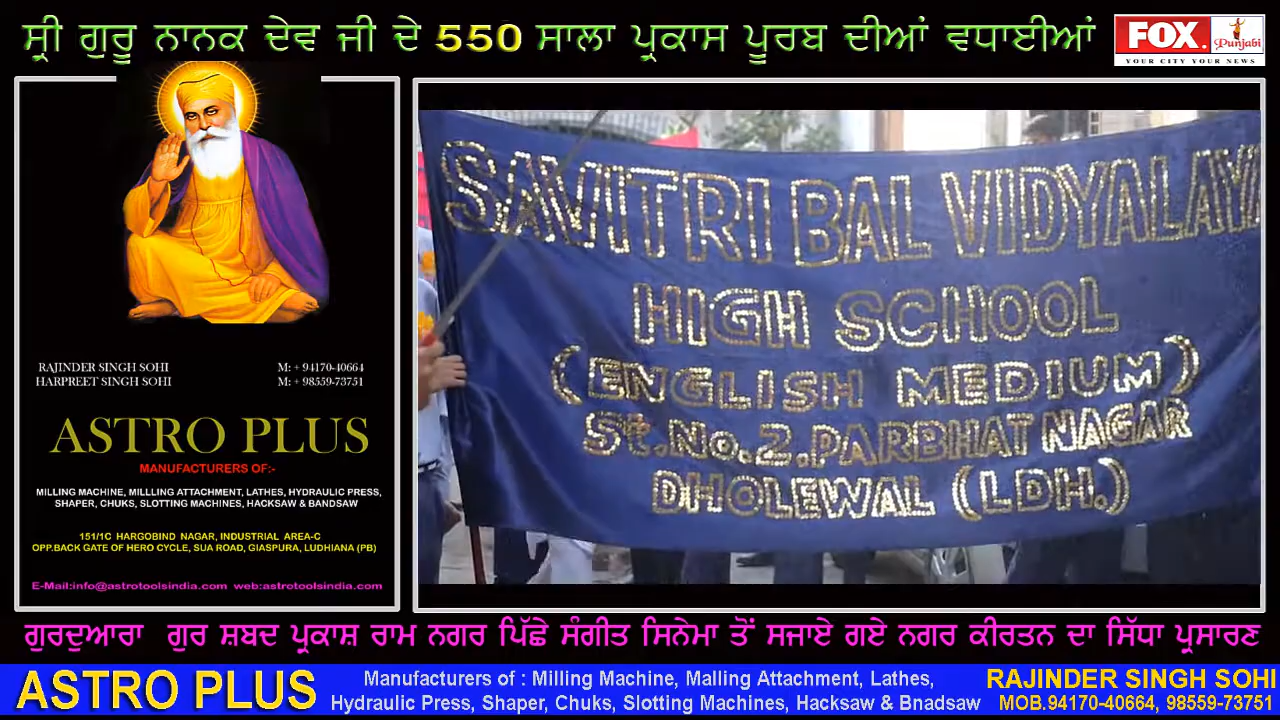 ਸ੍ਰੀ ਗੁਰੂ ਨਾਨਕ ਦੇਵ ਜੀ ਦੇ 550 ਸਾਲਾ ਪ੍ਰਕਾਸ ਪੂਰਬ ਦੀਆਂ ਵਧਾਈਆਂ
FOX. Punjabi
YOUR CITY YOUR NEWS
RAJINDER SINGH SOHI M: + 94170-40664
HARPREET SINGH SOHI M: + 98559-73751
ASTRO PLUS
MANUFACTURERS OF:-
MILLING MACHINE, MILLLING ATTACHMENT, LATHES, HYDRAULIC PRESS,
SHAPER, CHUKS, SLOTTING MACHINES, HACKSAW & BANDSAW
151/1C HARGOBIND NAGAR, INDUSTRIAL AREA-C
OPP.BACK GATE OF HERO CYCLE, SUA ROAD, GIASPURA, LUDHIANA (PB)
E-Mail:info@astrotoolsindia.com web:astrotoolsindia.com
SAVITRI BAL VIDYALAYA
HIGH SCHOOL
(ENGLISH MEDIUM)
St.No.2.PARBHAT NAGAR
DHOLEWAL (LDH.)
ਗੁਰਦੁਆਰਾ ਗੁਰ ਸ਼ਬਦ ਪ੍ਰਕਾਸ਼ ਰਾਮ ਨਗਰ ਪਿੱਛੇ ਸੰਗੀਤ ਸਿਨੇਮਾ ਤੋਂ ਸਜਾਏ ਗਏ ਨਗਰ ਕੀਰਤਨ ਦਾ ਸਿੱਧਾ ਪ੍ਰਸਾਰਣ
ASTRO PLUS
Manufacturers of : Milling Machine, Malling Attachment, Lathes,
Hydraulic Press, Shaper, Chuks, Slotting Machines, Hacksaw & Bnadsaw
RAJINDER SINGH SOHI
MOB.94170-40664, 98559-73751